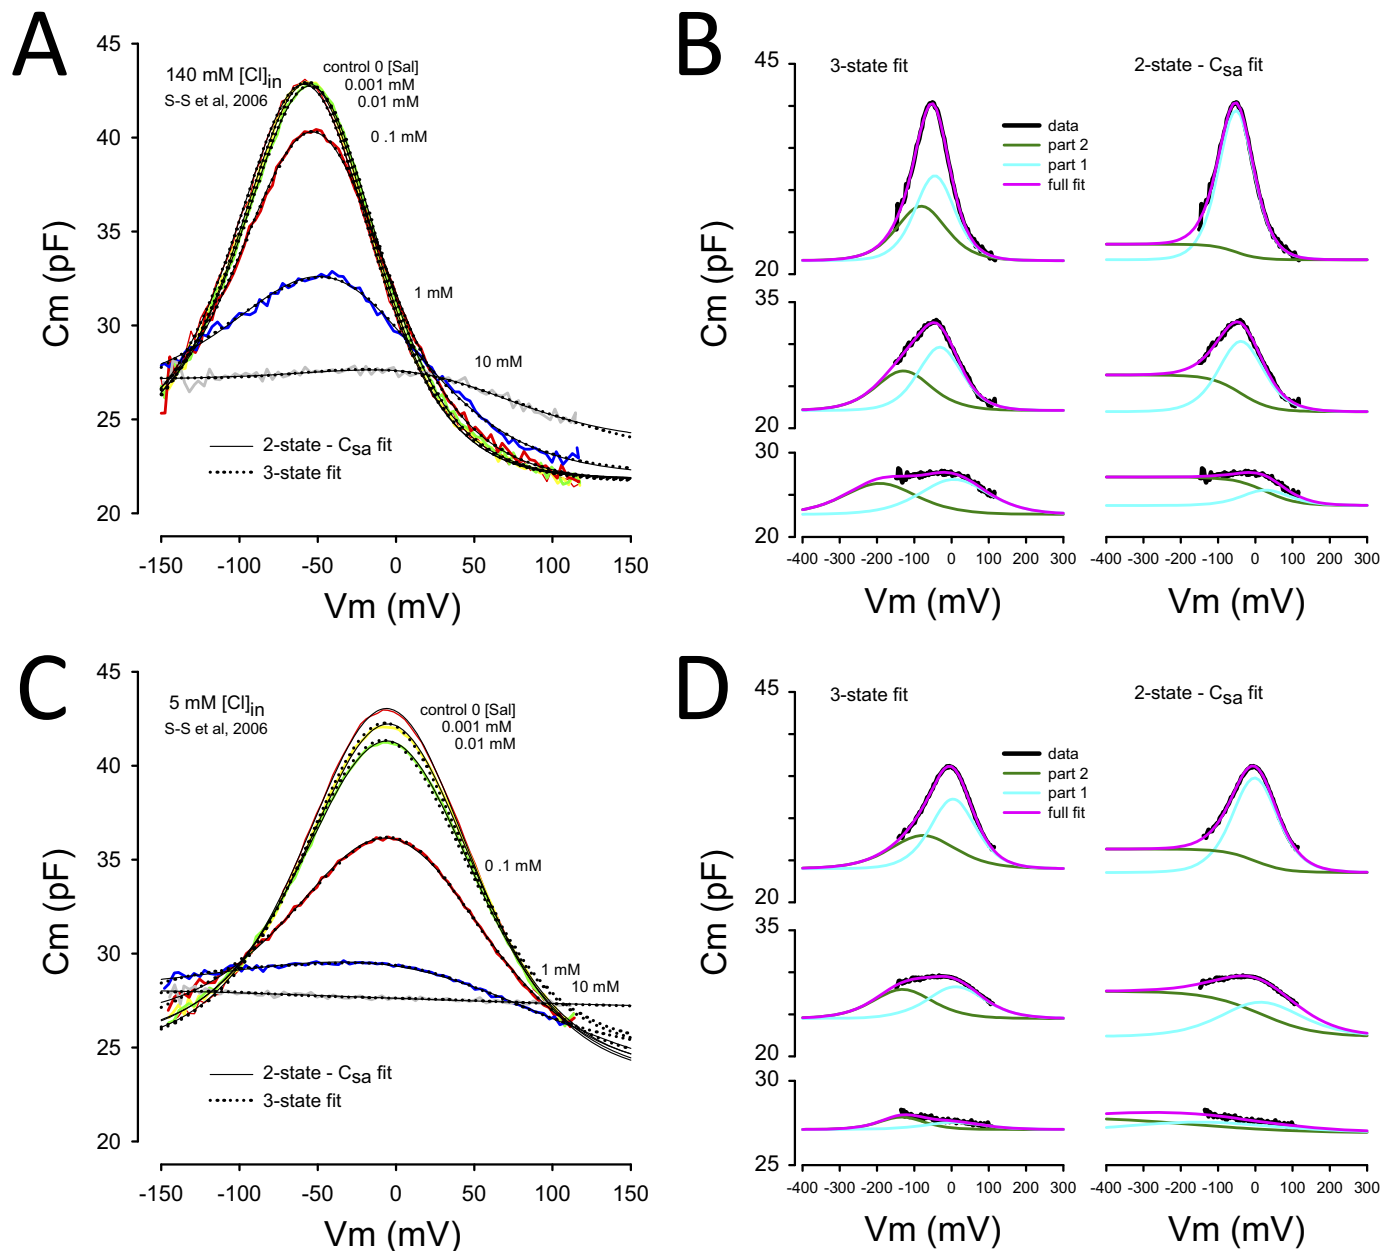 A
45
40
35
30
25
20
Cm (pF)
140 mM [Cl]in
S-S et al, 2006
control 0 [Sal]
0.001 mM
0.01 mM
0 .1 mM
1 mM
10 mM
2-state - Csa fit
3-state fit
-150 -100 -50 0 50 100 150
Vm (mV)
B
3-state fit
2-state - Csa fit
45
20
35
20
30
20
Cm (pF)
data
part 2
part 1
full fit
-400 -300 -200 -100 0 100 200 300
-400 -300 -200 -100 0 100 200 300
Vm (mV)
Vm (mV)
C
45
40
35
30
25
20
Cm (pF)
5 mM [Cl]in
S-S et al, 2006
control 0 [Sal]
0.001 mM
0.01 mM
0 .1 mM
1 mM
10 mM
2-state - Csa fit
3-state fit
-150 -100 -50 0 50 100 150
Vm (mV)
D
3-state fit
2-state - Csa fit
45
20
35
20
30
25
Cm (pF)
data
part 2
part 1
full fit
-400 -300 -200 -100 0 100 200 300
-400 -300 -200 -100 0 100 200 300
Vm (mV)
Vm (mV)